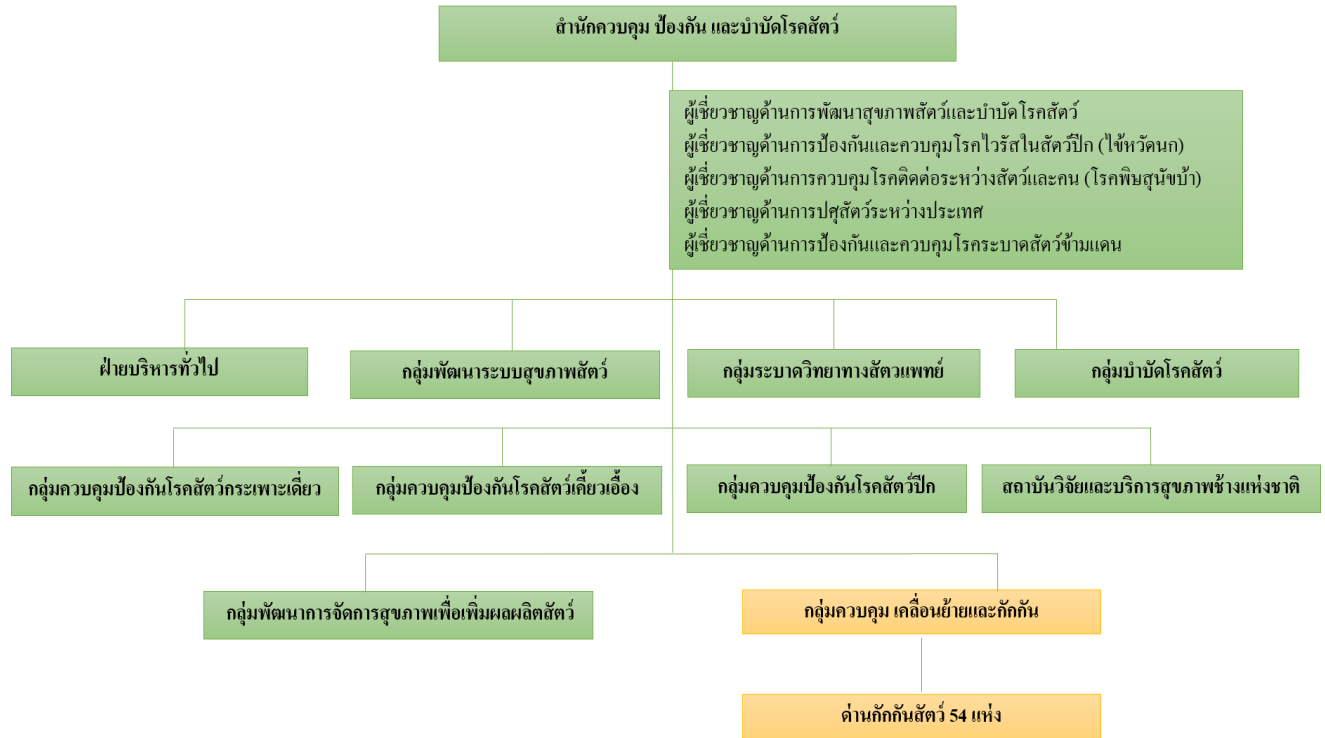 สำนักควบคุม ป้องกัน และบำบัดโรคสัตว์
ผู้เชี่ยวชาญด้านการพัฒนาสุขภาพสัตว์และบำบัดโรคสัตว์
ผู้เชี่ยวชาญด้านการป้องกันและควบคุมโรคไวรัสในสัตว์ปีก (ไข้หวัดนก)
ผู้เชี่ยวชาญด้านการควบคุมโรคติดต่อระหว่างสัตว์และคน (โรคพิษสุนัขบ้า)
ผู้เชี่ยวชาญด้านการปศุสัตว์ระหว่างประเทศ
ผู้เชี่ยวชาญด้านการป้องกันและควบคุมโรคระบาดสัตว์ข้ามแดน
ฝ่ายบริหารทั่วไป
กลุ่มพัฒนาระบบสุขภาพสัตว์
กลุ่มระบาดวิทยาทางสัตวแพทย์
กลุ่มบำบัดโรคสัตว์
กลุ่มควบคุมป้องกันโรคสัตว์กระเพาะเดี่ยว
กลุ่มควบคุมป้องกันโรคสัตว์เคี้ยวเอื้อง
กลุ่มควบคุมป้องกันโรคสัตว์ปีก
สถาบันวิจัยและบริการสุขภาพช้างแห่งชาติ
กลุ่มพัฒนาการจัดการสุขภาพเพื่อเพิ่มผลผลิตสัตว์
กลุ่มควบคุม เคลื่อนย้ายและกักกัน
ด่านกักกันสัตว์ 54 แห่ง